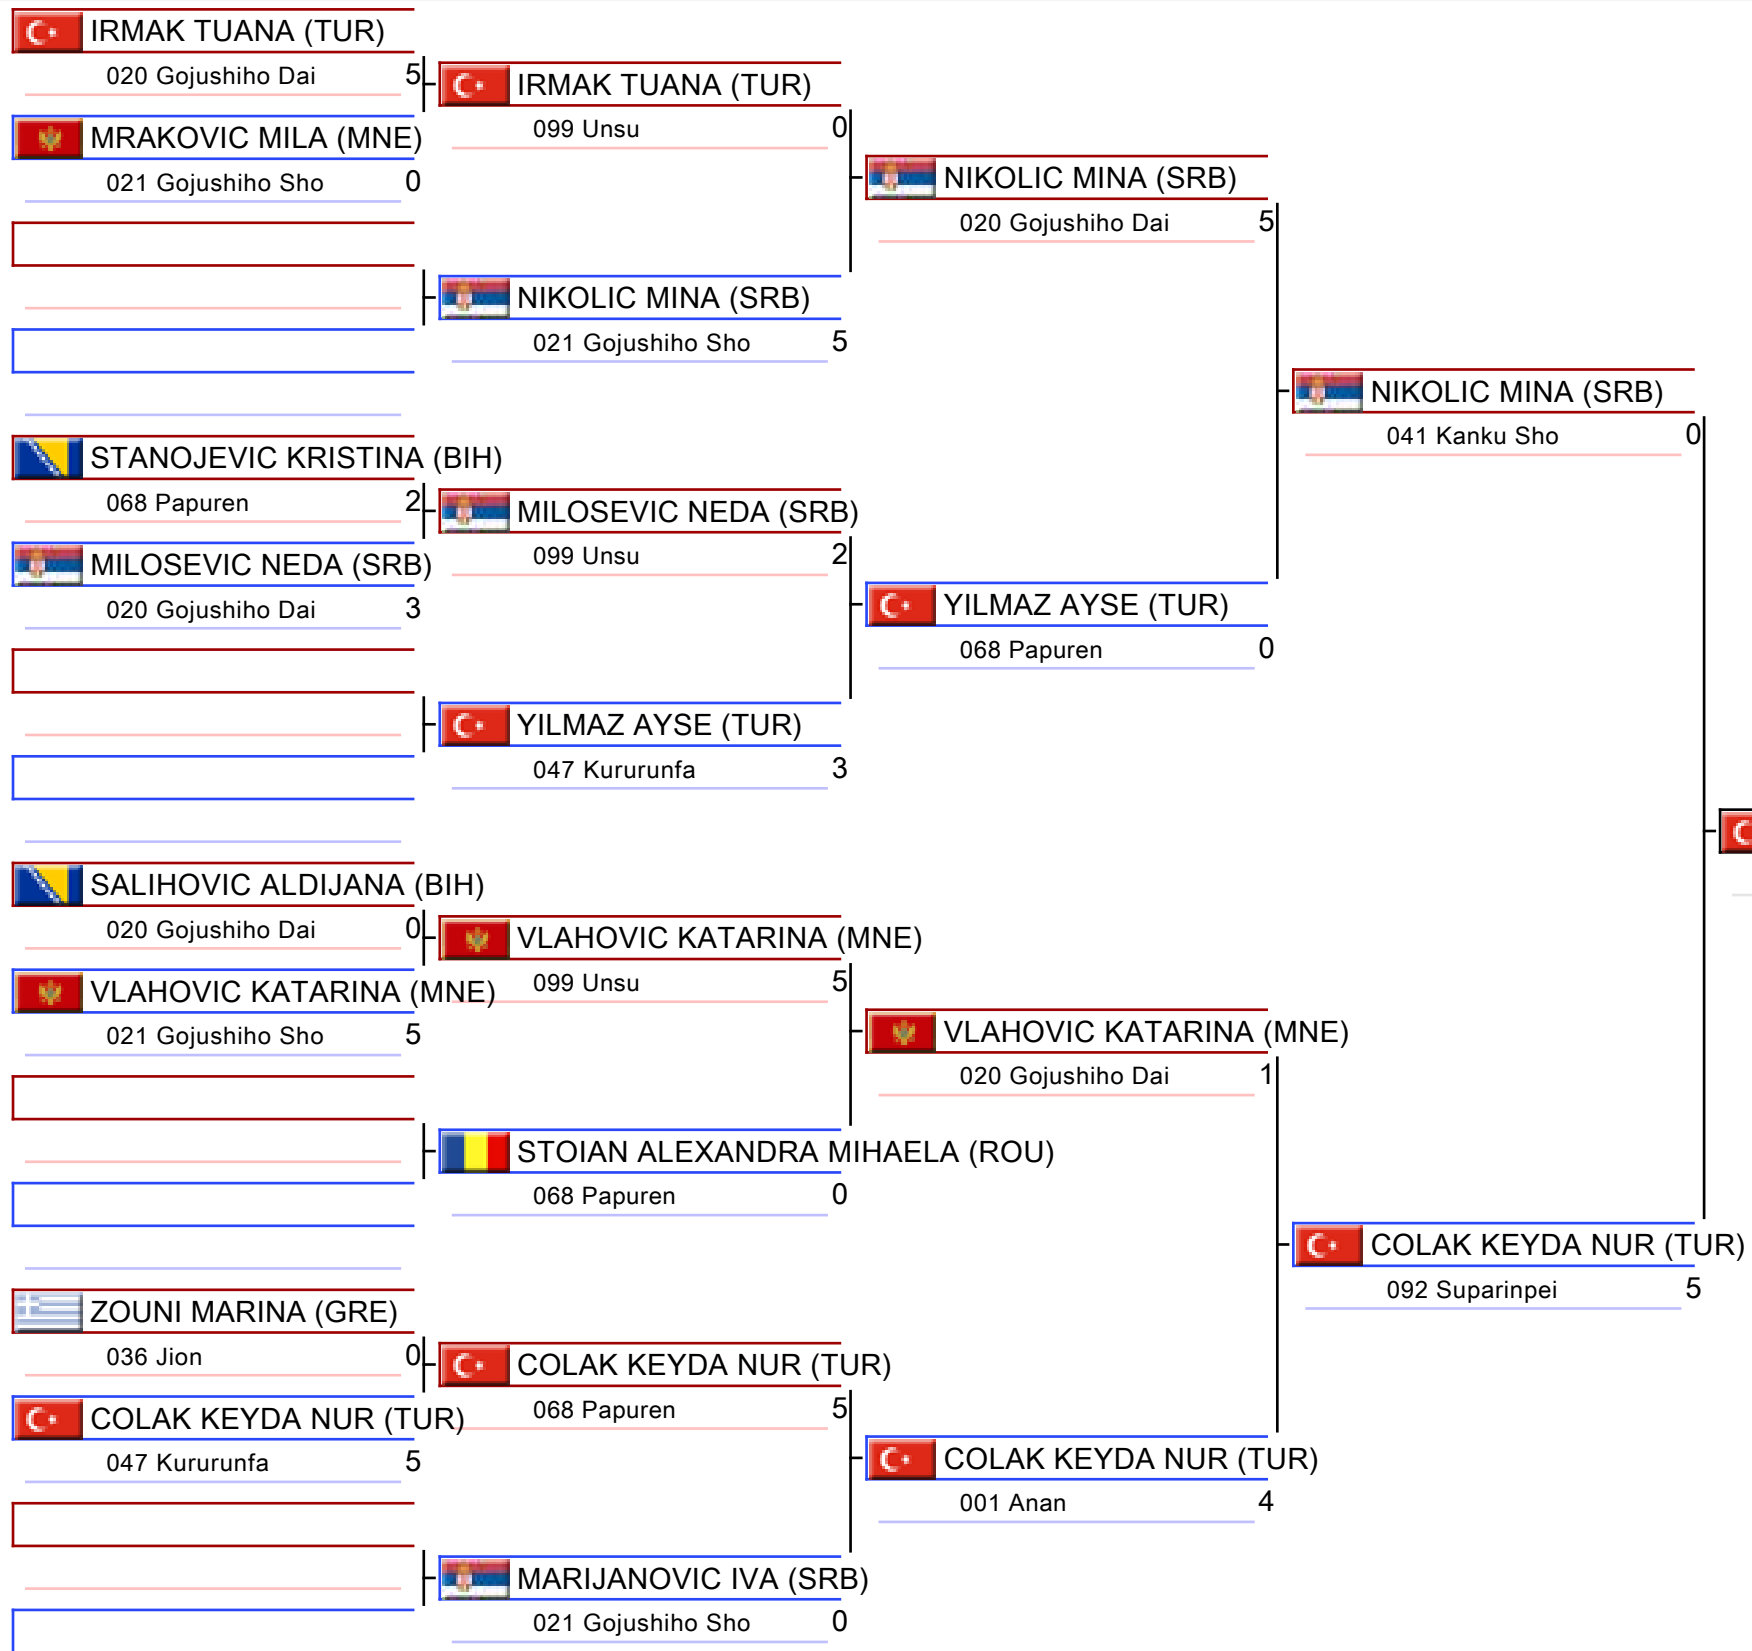 IRMAK TUANA (TUR)
020 Gojushiho Dai 5
MRAKOVIC MILA (MNE)
021 Gojushiho Sho 0
STANOJEVIC KRISTINA (BIH)
068 Papuren 2
MILOSEVIC NEDA (SRB)
020 Gojushiho Dai 3
SALIHOVIC ALDIJANA (BIH)
020 Gojushiho Dai 0
VLAHOVIC KATARINA (MNE)
021 Gojushiho Sho 5
ZOUNI MARINA (GRE)
036 Jion 0
COLAK KEYDA NUR (TUR)
047 Kururunfa 5
IRMAK TUANA (TUR)
099 Unsu 0
NIKOLIC MINA (SRB)
021 Gojushiho Sho 5
MILOSEVIC NEDA (SRB)
099 Unsu 2
YILMAZ AYSE (TUR)
047 Kururunfa 3
VLAHOVIC KATARINA (MNE)
099 Unsu 5
STOIAN ALEXANDRA MIHAELA (ROU)
068 Papuren 0
COLAK KEYDA NUR (TUR)
068 Papuren 5
MARIJANOVIC IVA (SRB)
021 Gojushiho Sho 0
NIKOLIC MINA (SRB)
020 Gojushiho Dai 5
YILMAZ AYSE (TUR)
068 Papuren 0
VLAHOVIC KATARINA (MNE)
020 Gojushiho Dai 1
COLAK KEYDA NUR (TUR)
001 Anan 4
NIKOLIC MINA (SRB)
041 Kanku Sho 0
COLAK KEYDA NUR (TUR)
092 Suparinpei 5